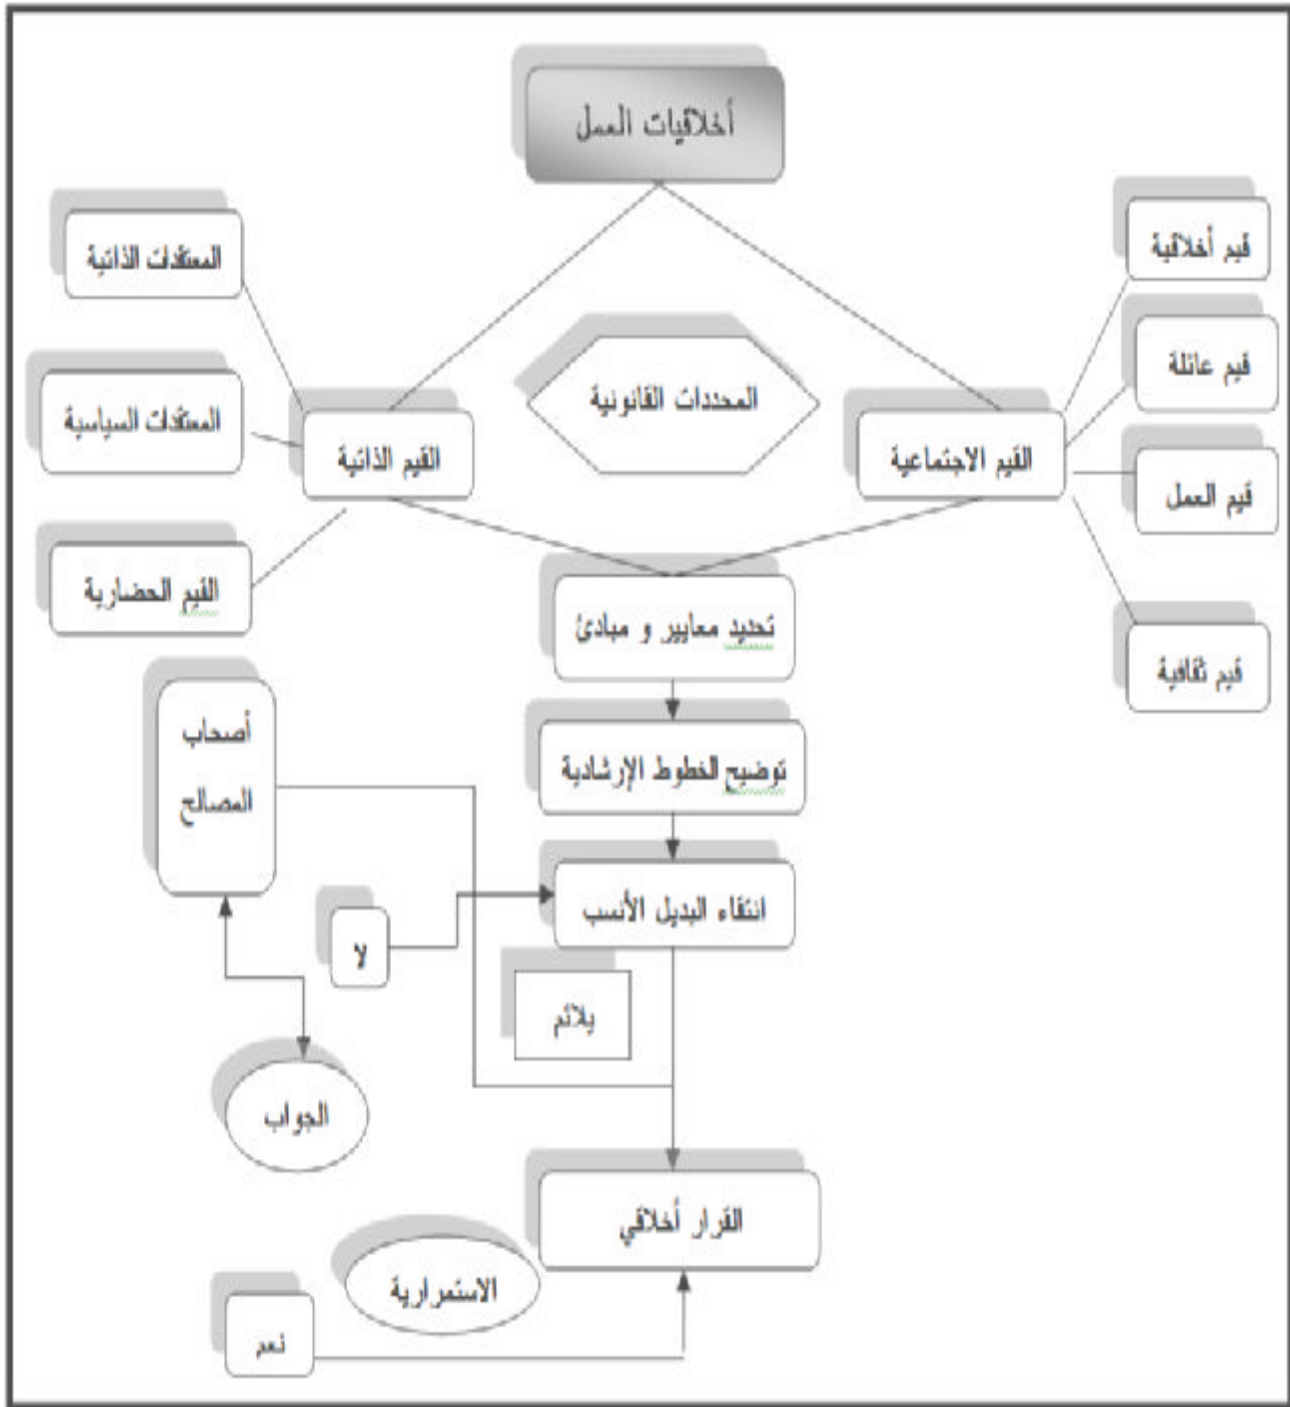 أخلاقيات العمل
قيم أخلاقية
المعتقدات الذاتية
قيم عائلة
المحددات القانونية
المعتقدات السياسية
القيم الاجتماعية
القيم الذاتية
قيم العمل
القيم الحضارية
تحديد معايير و مبادئ
قيم ثقافية
أصحاب
المصالح
توضيح الخطوط الإرشادية
انتقاء البديل الأنسب
لا
يلائم
الجواب
القرار أخلاقي
الاستمرارية
نعم